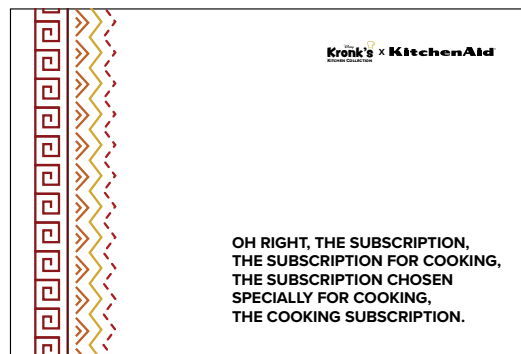 Disney
Kronk's x KitchenAid
KITCHEN COLLECTION
OH RIGHT, THE SUBSCRIPTION,
THE SUBSCRIPTION FOR COOKING,
THE SUBSCRIPTION CHOSEN
SPECIALLY FOR COOKING,
THE COOKING SUBSCRIPTION.